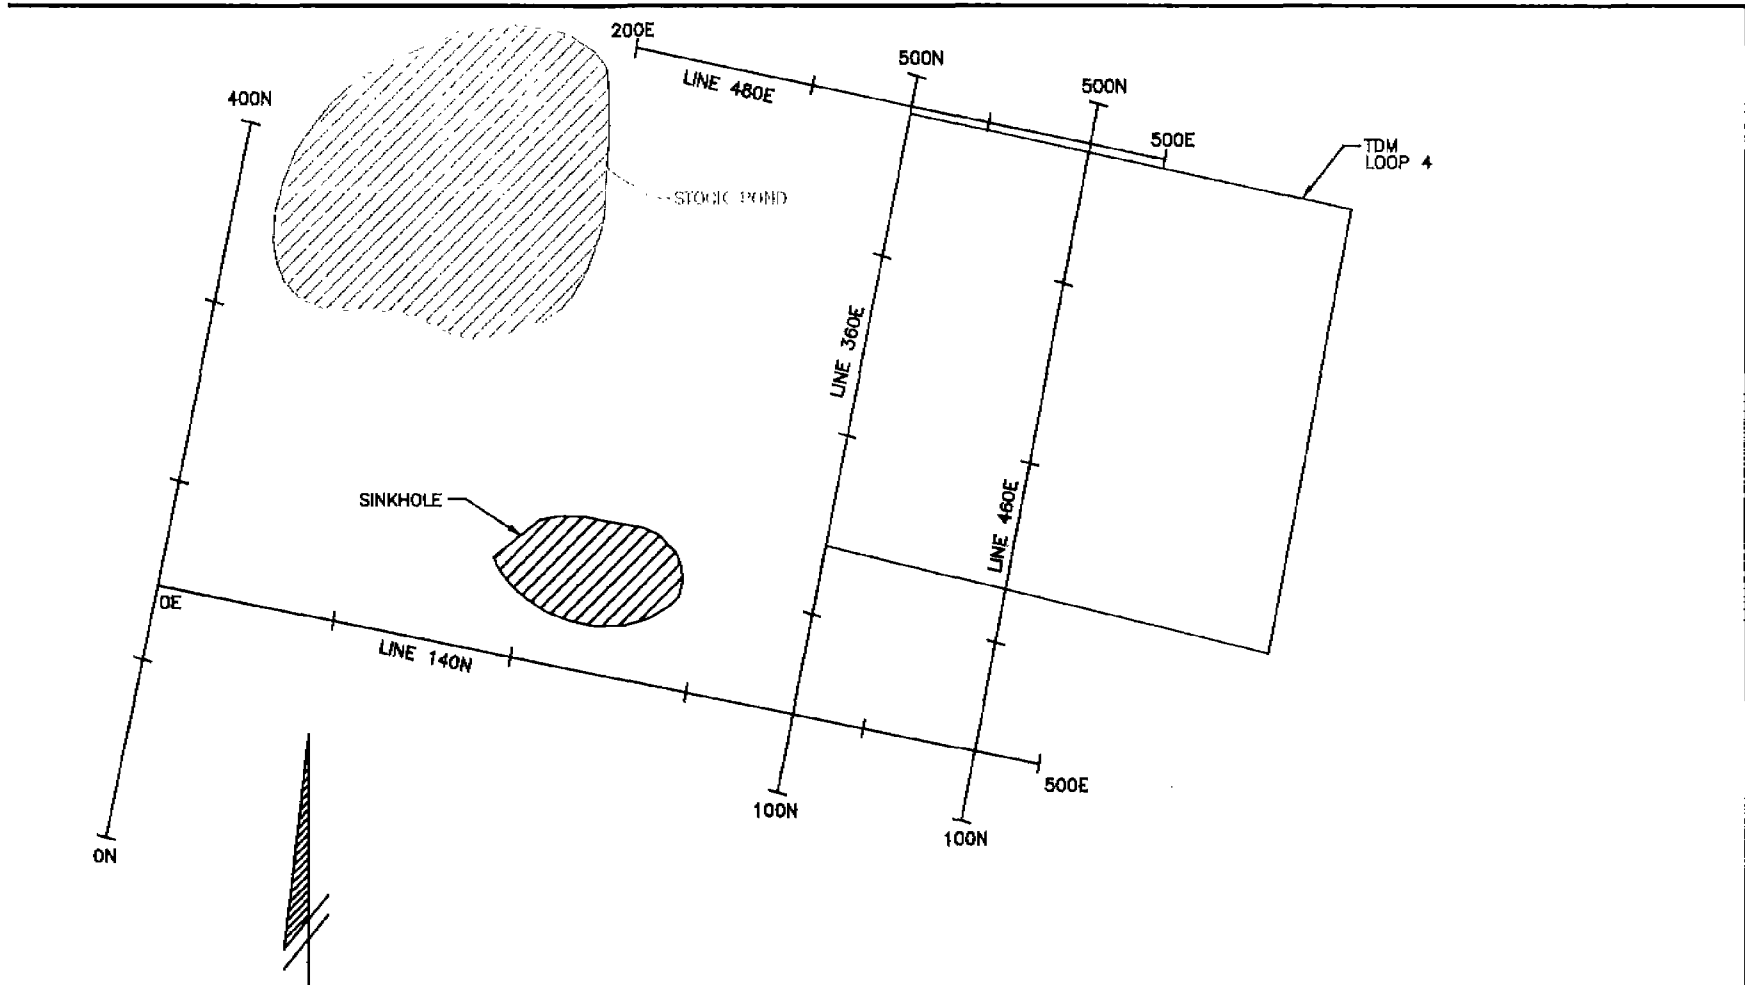 200E
LINE 480E
500N
500N
400N
500E
TDM
LOOP 4
STOCK POND
LINE 360E
SINKHOLE
LINE 460E
0E
LINE 140N
500E
100N
100N
0N